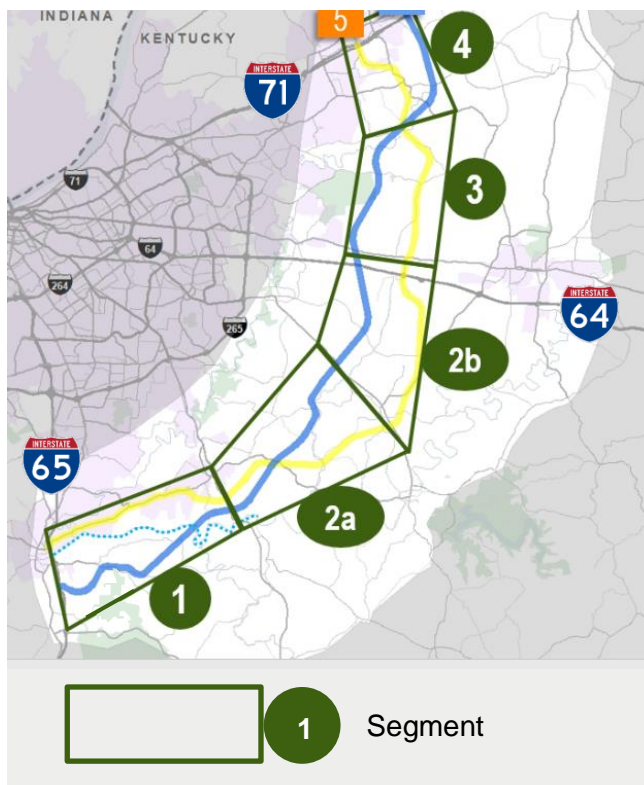 INDIANA
KENTUCKY
5
4
INTERSTATE
71
3
71
64
264
265
INTERSTATE
64
2b
INTERSTATE
65
2a
1
1 Segment